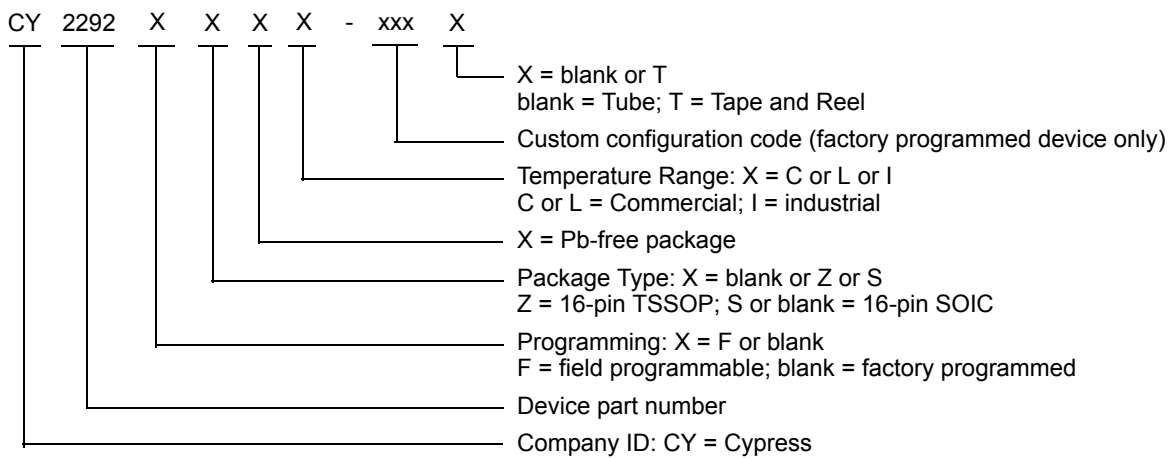 CY 2292 X X X X - xxx X
X = blank or T
blank = Tube; T = Tape and Reel
Custom configuration code (factory programmed device only)
Temperature Range: X = C or L or I
C or L = Commercial; I = industrial
X = Pb-free package
Package Type: X = blank or Z or S
Z = 16-pin TSSOP; S or blank = 16-pin SOIC
Programming: X = F or blank
F = field programmable; blank = factory programmed
Device part number
Company ID: CY = Cypress